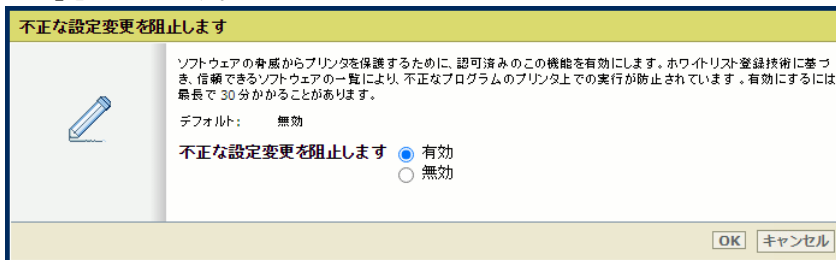 不正な設定変更を阻止します
ソフトウェアの脅威からプリンタを保護するために、認可済みのこの機能を有効にします。ホワイトリスト登録技術に基づ
き、信頼できるソフトウェアの一覧により、不正なプログラムのプリンタ上での実行が防止されています。有効にするには
最長で 30 分かかることがあります。
デフォルト: 無効
不正な設定変更を阻止します 有効
無効
OK キャンセル